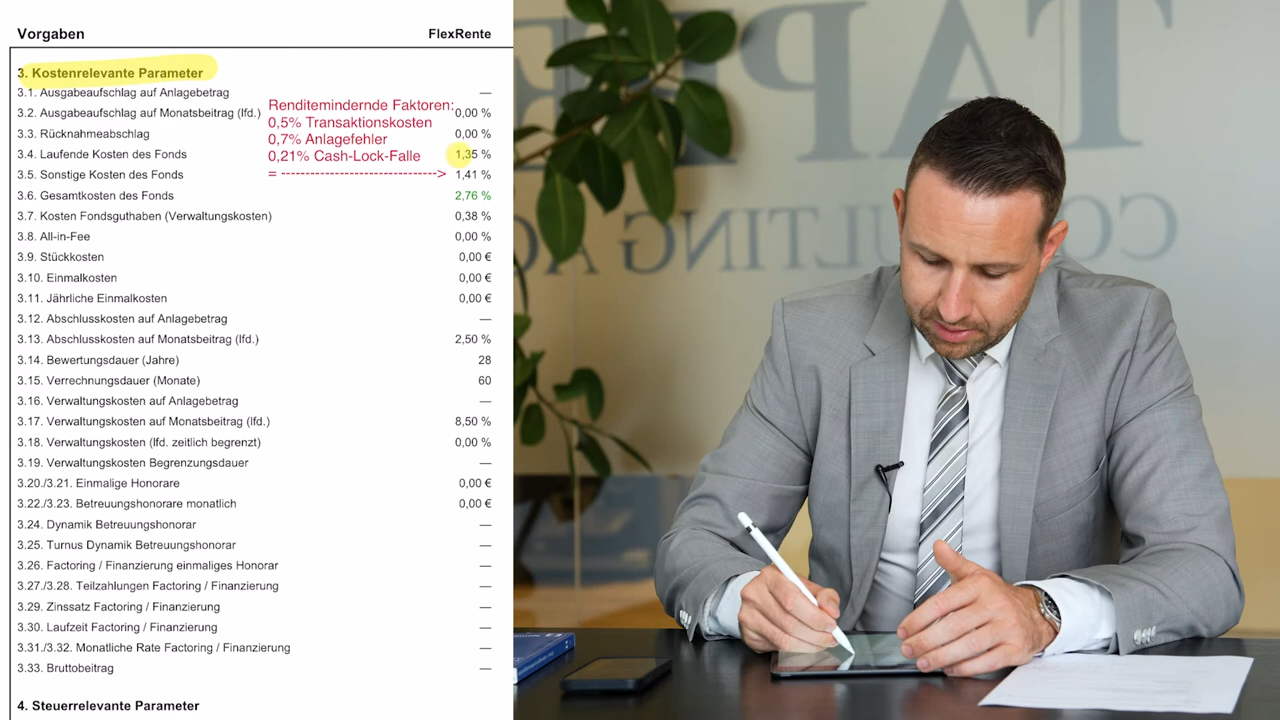 Vorgaben FlexRente
3. Kostenrelevante Parameter
3.1. Ausgabeaufschlag auf Anlagebetrag —
3.2. Ausgabeaufschlag auf Monatsbeitrag (lfd.) 0,00 %
3.3. Rücknahmeabschlag 0,00 %
3.4. Laufende Kosten des Fonds 1,35 %
3.5. Sonstige Kosten des Fonds 1,41 %
3.6. Gesamtkosten des Fonds 2,76 %
3.7. Kosten Fondsguthaben (Verwaltungskosten) 0,38 %
3.8. All-in-Fee 0,00 %
3.9. Stückkosten 0,00 €
3.10. Einmalkosten 0,00 €
3.11. Jährliche Einmalkosten 0,00 €
3.12. Abschlusskosten auf Anlagebetrag —
3.13. Abschlusskosten auf Monatsbeitrag (lfd.) 2,50 %
3.14. Bewertungsdauer (Jahre) 28
3.15. Verrechnungsdauer (Monate) 60
3.16. Verwaltungskosten auf Anlagebetrag —
3.17. Verwaltungskosten auf Monatsbeitrag (lfd.) 8,50 %
3.18. Verwaltungskosten (lfd. zeitlich begrenzt) 0,00 %
3.19. Verwaltungskosten Begrenzungsdauer —
3.20./3.21. Einmalige Honorare 0,00 €
3.22./3.23. Betreuungshonorare monatlich 0,00 €
3.24. Dynamik Betreuungshonorar —
3.25. Turnus Dynamik Betreuungshonorar —
3.26. Factoring / Finanzierung einmaliges Honorar —
3.27./3.28. Teilzahlungen Factoring / Finanzierung —
3.29. Zinssatz Factoring / Finanzierung —
3.30. Laufzeit Factoring / Finanzierung —
3.31./3.32. Monatliche Rate Factoring / Finanzierung —
3.33. Bruttobeitrag —
4. Steuerrelevante Parameter
Renditemindernde Faktoren:
0,5% Transaktionskosten
0,7% Anlagefehler
0,21% Cash-Lock-Falle
= ---------------------------------->